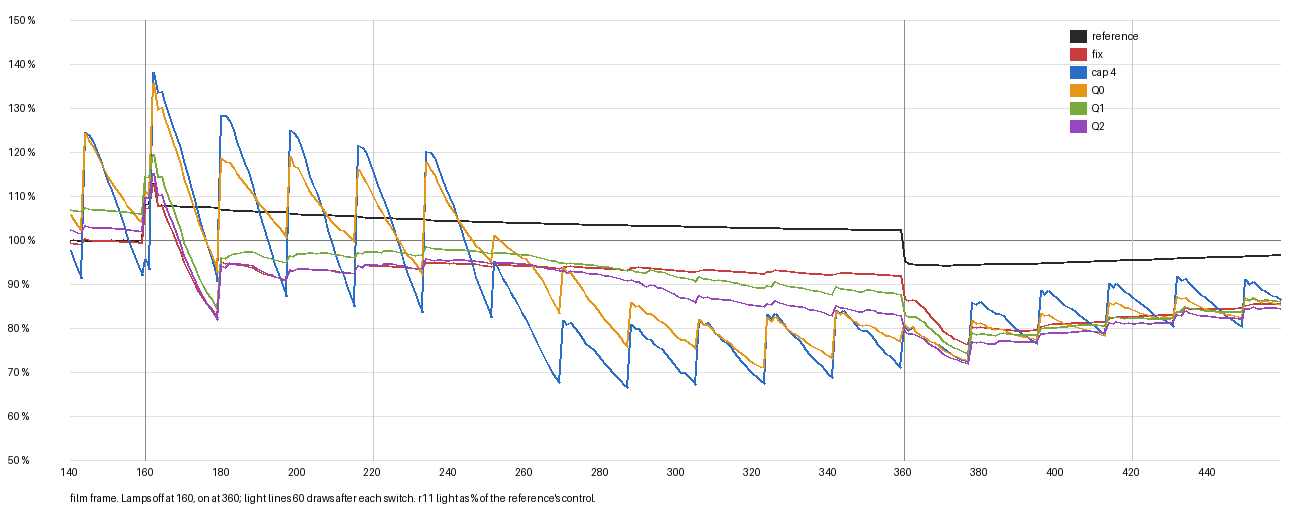 150 %
140 %
130 %
120 %
110 %
100 %
90 %
80 %
70 %
60 %
50 %
reference
fix
cap 4
Q0
Q1
Q2
140 160 180 200 220 240 260 280 300 320 340 360 380 400 420 440
film frame. Lamps off at 160, on at 360; light lines 60 draws after each switch. r11 light as % of the reference's control.